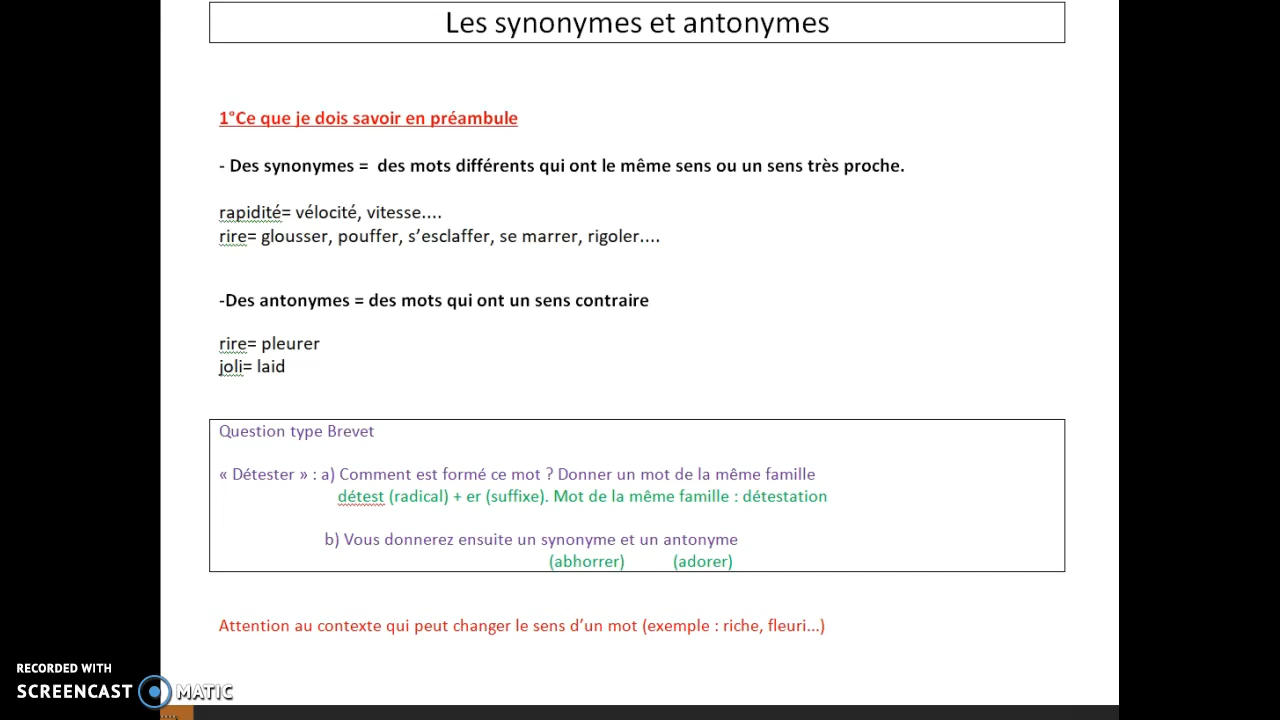 Les synonymes et antonymes
1°Ce que je dois savoir en préambule
- Des synonymes =  des mots différents qui ont le même sens ou un sens très proche.
rapidité= vélocité, vitesse....
rire= glousser, pouffer, s’esclaffer, se marrer, rigoler....
-Des antonymes = des mots qui ont un sens contraire
rire= pleurer
joli= laid
Question type Brevet
« Détester » : a) Comment est formé ce mot ? Donner un mot de la même famille
détest (radical) + er (suffixe). Mot de la même famille : détestation
b) Vous donnerez ensuite un synonyme et un antonyme
(abhorrer) (adorer)
Attention au contexte qui peut changer le sens d’un mot (exemple : riche, fleuri...)
RECORDED WITH
SCREENCAST MATIC